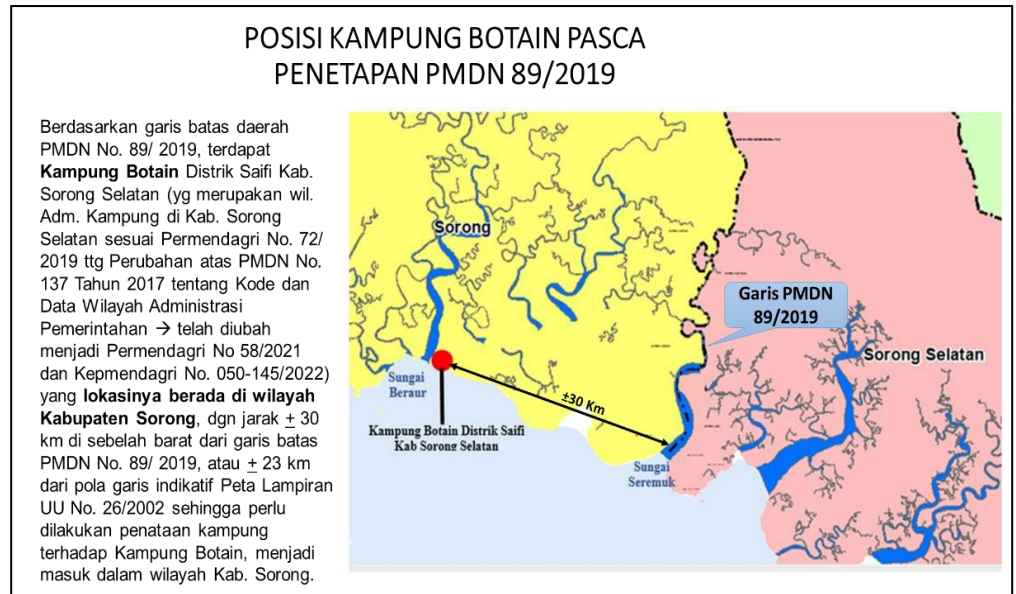 POSISI KAMPUNG BOTAIN PASCA
PENETAPAN PMDN 89/2019
Berdasarkan garis batas daerah
PMDN No. 89/ 2019, terdapat
Kampung Botain Distrik Saifi Kab.
Sorong Selatan (yg merupakan wil.
Adm. Kampung di Kab. Sorong
Selatan sesuai Permendagri No. 72/
2019 ttg Perubahan atas PMDN No.
137 Tahun 2017 tentang Kode dan
Data Wilayah Administrasi
Pemerintahan → telah diubah
menjadi Permendagri No 58/2021
dan Kepmendagri No. 050-145/2022)
yang lokasinya berada di wilayah
Kabupaten Sorong, dgn jarak ± 30
km di sebelah barat dari garis batas
PMDN No. 89/ 2019, atau ± 23 km
dari pola garis indikatif Peta Lampiran
UU No. 26/2002 sehingga perlu
dilakukan penataan kampung
terhadap Kampung Botain, menjadi
masuk dalam wilayah Kab. Sorong.
Sorong
Garis PMDN
89/2019
Sorong Selatan
Sungai
Beraur
±30 Km
Kampung Botain Distrik Saifi
Kab Sorong Selatan
Sungai
Seremuk